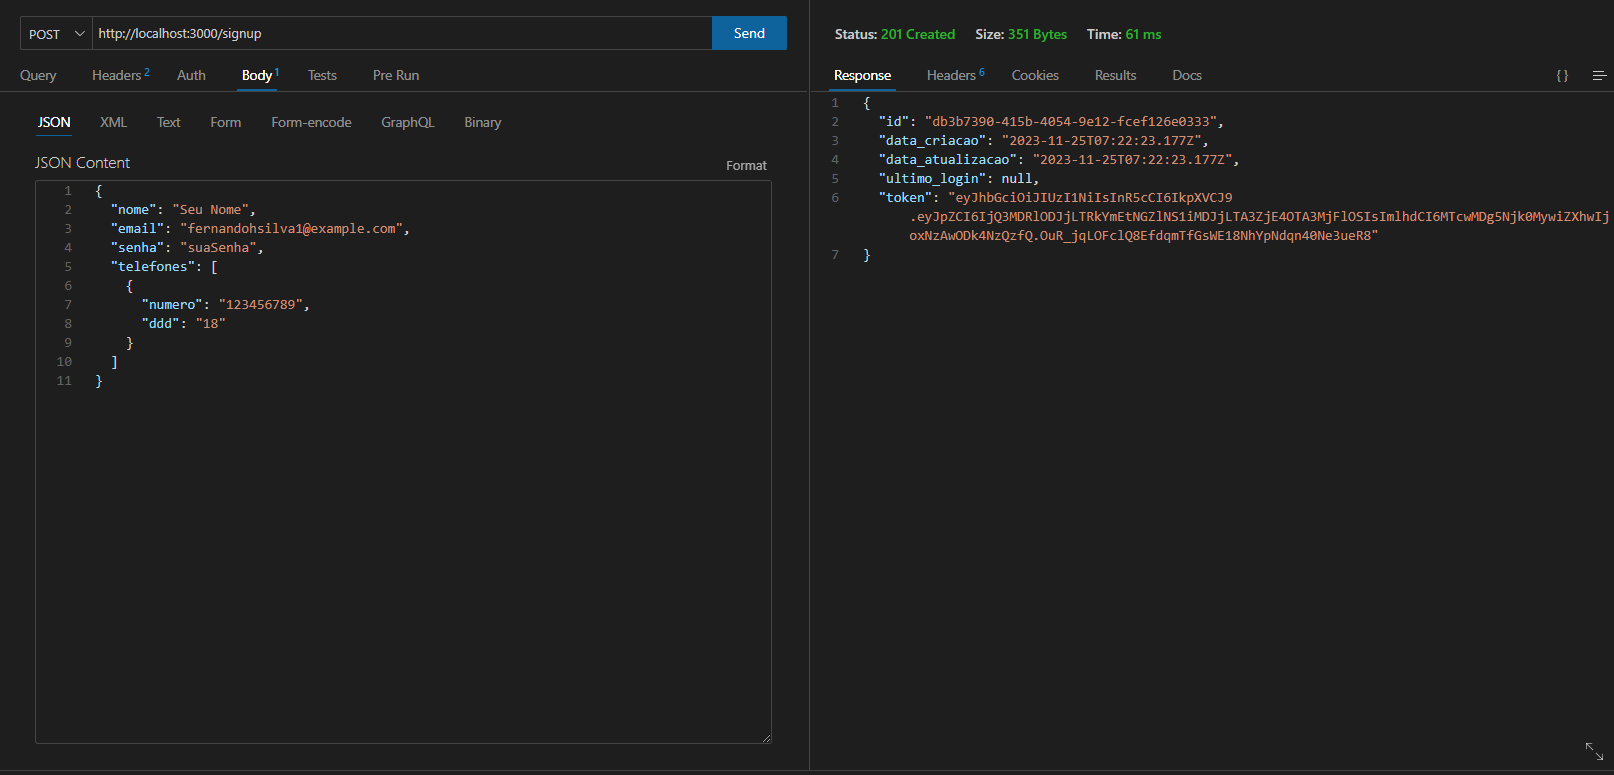 POST http://localhost:3000/signup Send
Query Headers 2 Auth Body 1 Tests Pre Run
JSON XML Text Form Form-encode GraphQL Binary
JSON Content Format
1 {
2 "nome": "Seu Nome",
3 "email": "fernandohsilva1@example.com",
4 "senha": "suaSenha",
5 "telefones": [
6 {
7 "numero": "123456789",
8 "ddd": "18"
9 }
10 ]
11 }
Status: 201 Created Size: 351 Bytes Time: 61 ms
Response Headers 6 Cookies Results Docs {}
1 {
2 "id": "db3b7390-415b-4054-9e12-fcef126e0333",
3 "data_criacao": "2023-11-25T07:22:23.177Z",
4 "data_atualizacao": "2023-11-25T07:22:23.177Z",
5 "ultimo_login": null,
6 "token": "eyJhbGciOiJIUzI1NiIsInR5cCI6IkpXVCJ9
.eyJpZCI6IjQ3MDRlODJjLTRkYmEtNGZlNS1iMDJjLTA3ZjE4OTA3MjFlOSIsImlhdCI6MTcwMDg5Njk0MywiZXhwIj
oxNzAwODk4NzQzfQ.OuR_jqLOFclQ8EfdqmTfGsWE18NhYpNdqn40Ne3ueR8"
7 }